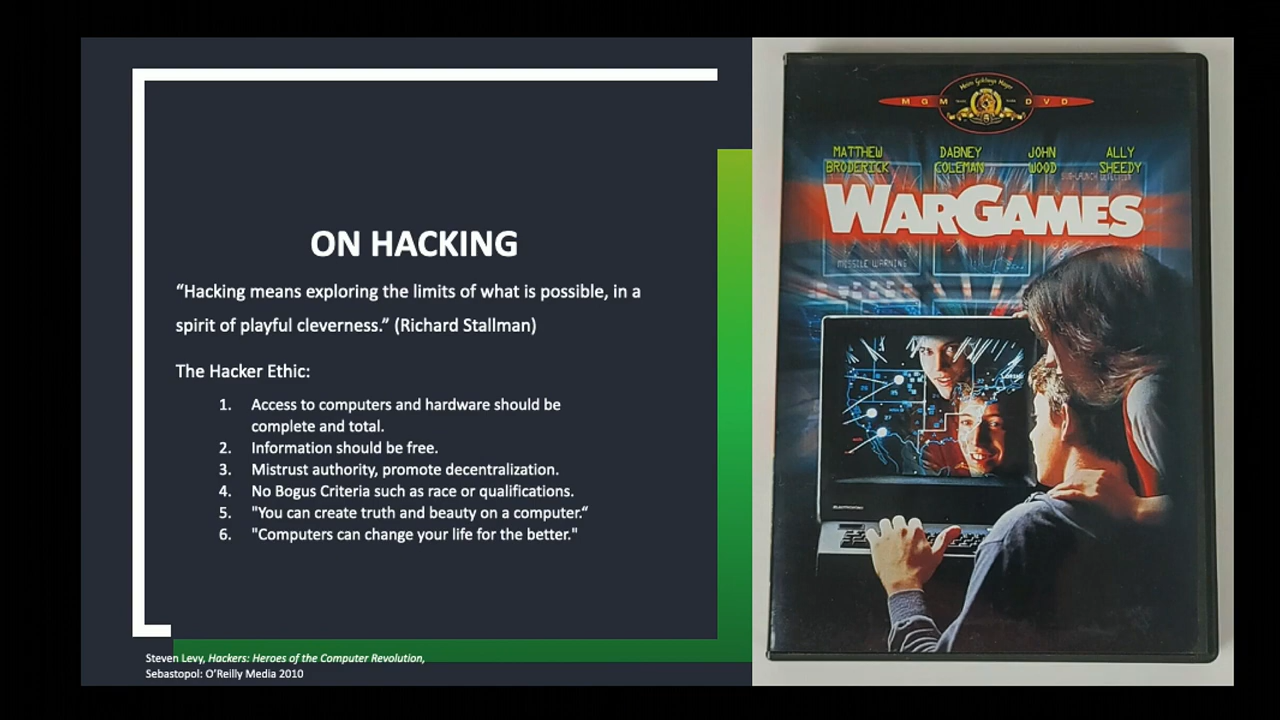 ON HACKING
“Hacking means exploring the limits of what is possible, in a
spirit of playful cleverness.” (Richard Stallman)
The Hacker Ethic:
1. Access to computers and hardware should be
complete and total.
2. Information should be free.
3. Mistrust authority, promote decentralization.
4. No Bogus Criteria such as race or qualifications.
5. "You can create truth and beauty on a computer.“
6. "Computers can change your life for the better."
Steven Levy, Hackers: Heroes of the Computer Revolution,
Sebastopol: O’Reilly Media 2010
MGM DVD
MATTHEW BRODERICK
DABNEY COLEMAN
JOHN WOOD
ALLY SHEEDY
WARGAMES
MISSILE WARNING